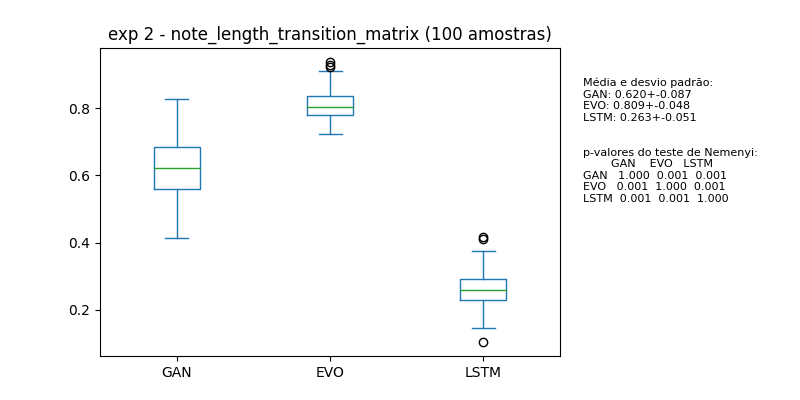 exp 2 - note_length_transition_matrix (100 amostras)
0.8
0.6
0.4
0.2
GAN EVO LSTM
Média e desvio padrão:
GAN: 0.620+-0.087
EVO: 0.809+-0.048
LSTM: 0.263+-0.051
p-valores do teste de Nemenyi:
GAN EVO LSTM
GAN 1.000 0.001 0.001
EVO 0.001 1.000 0.001
LSTM 0.001 0.001 1.000